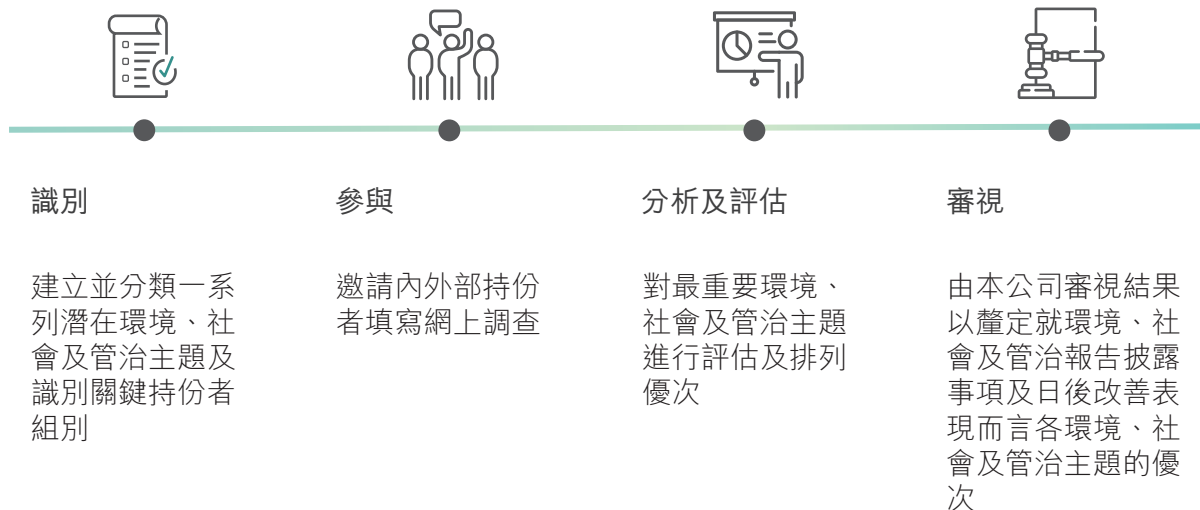 識別
建立並分類一系
列潛在環境、社
會及管治主題及
識別關鍵持份者
組別
參與
邀請內外部持份
者填寫網上調查
分析及評估
對最重要環境、
社會及管治主題
進行評估及排列
優次
審視
由本公司審視結果
以釐定就環境、社
會及管治報告披露
事項及日後改善表
現而言各環境、社
會及管治主題的優
次